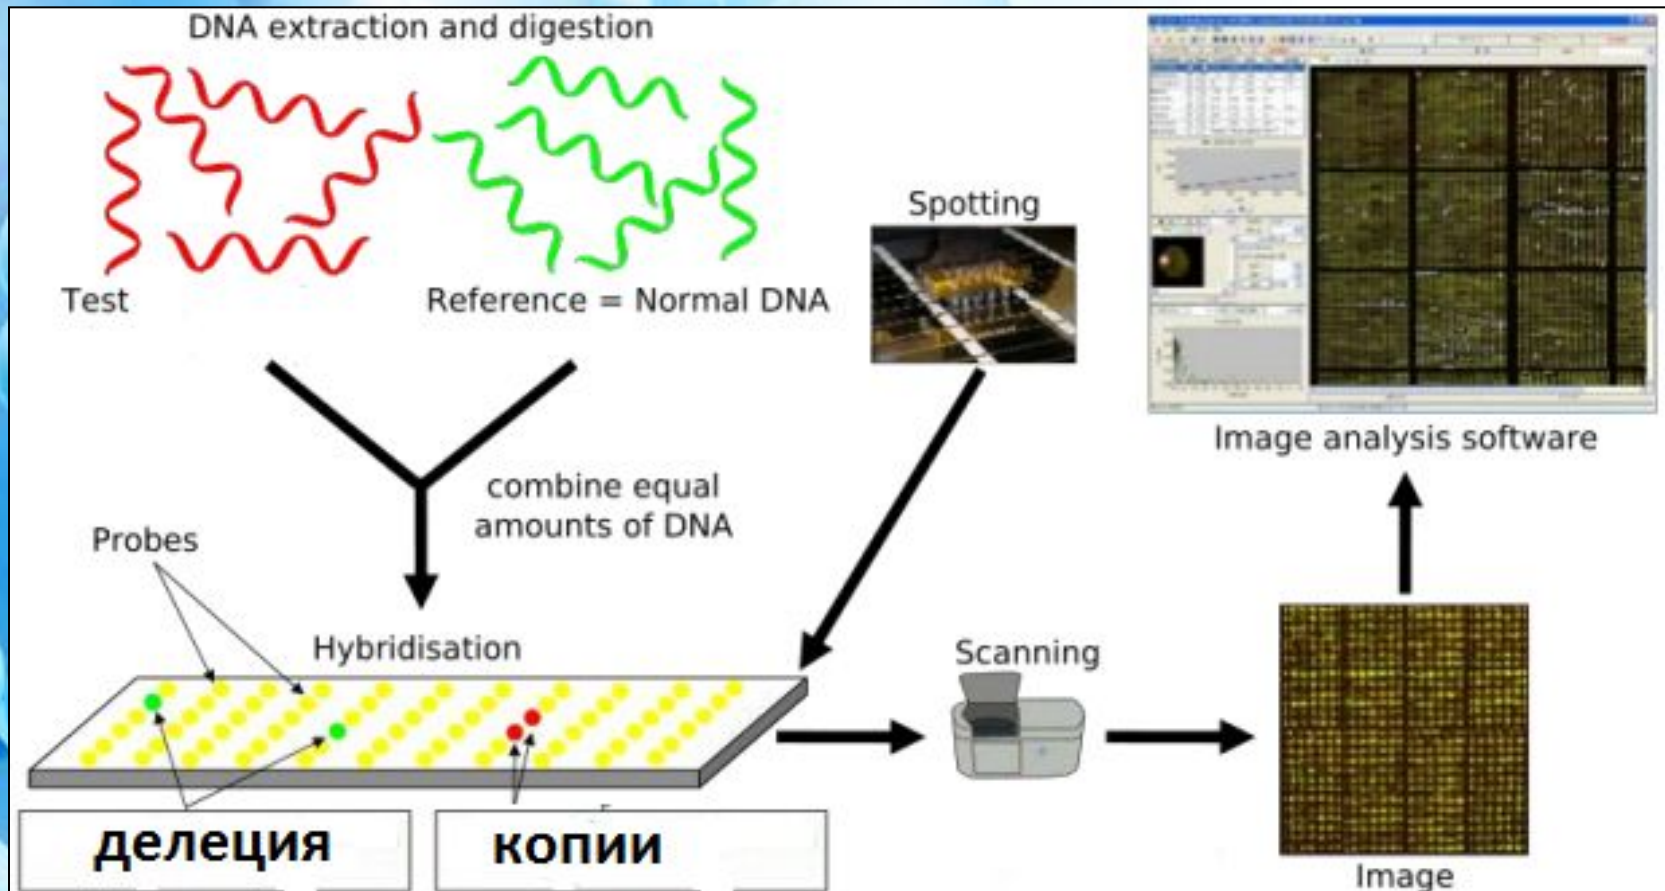 DNA extraction and digestion
Test
Reference = Normal DNA
Spotting
combine equal
amounts of DNA
Image analysis software
Probes
Hybridisation
Scanning
делеция
копии
Image